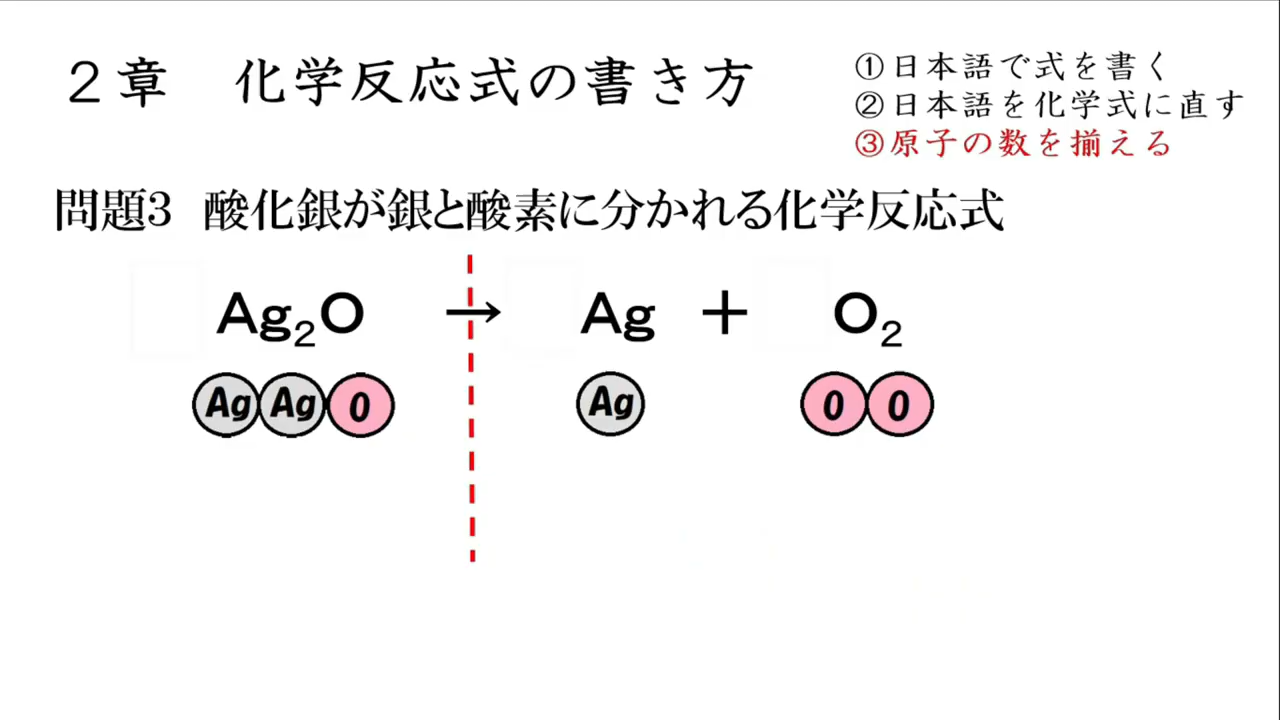 ２章　化学反応式の書き方
①日本語で式を書く
②日本語を化学式に直す
③原子の数を揃える
問題3　酸化銀が銀と酸素に分かれる化学反応式
Ag₂O → Ag + O₂
Ag Ag O Ag O O